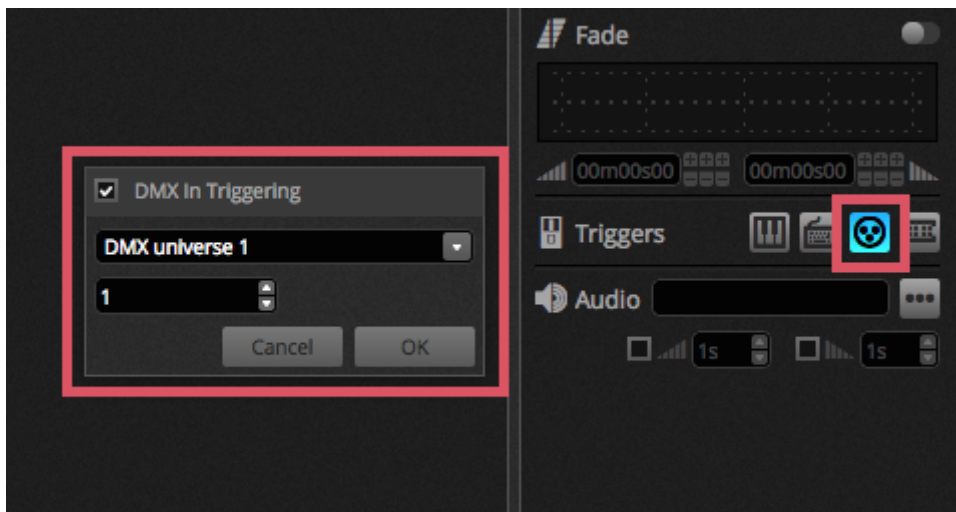 Fade
00m00s00 00m00s00
DMX In Triggering
DMX universe 1
1
Cancel OK
Triggers
Audio
1s 1s